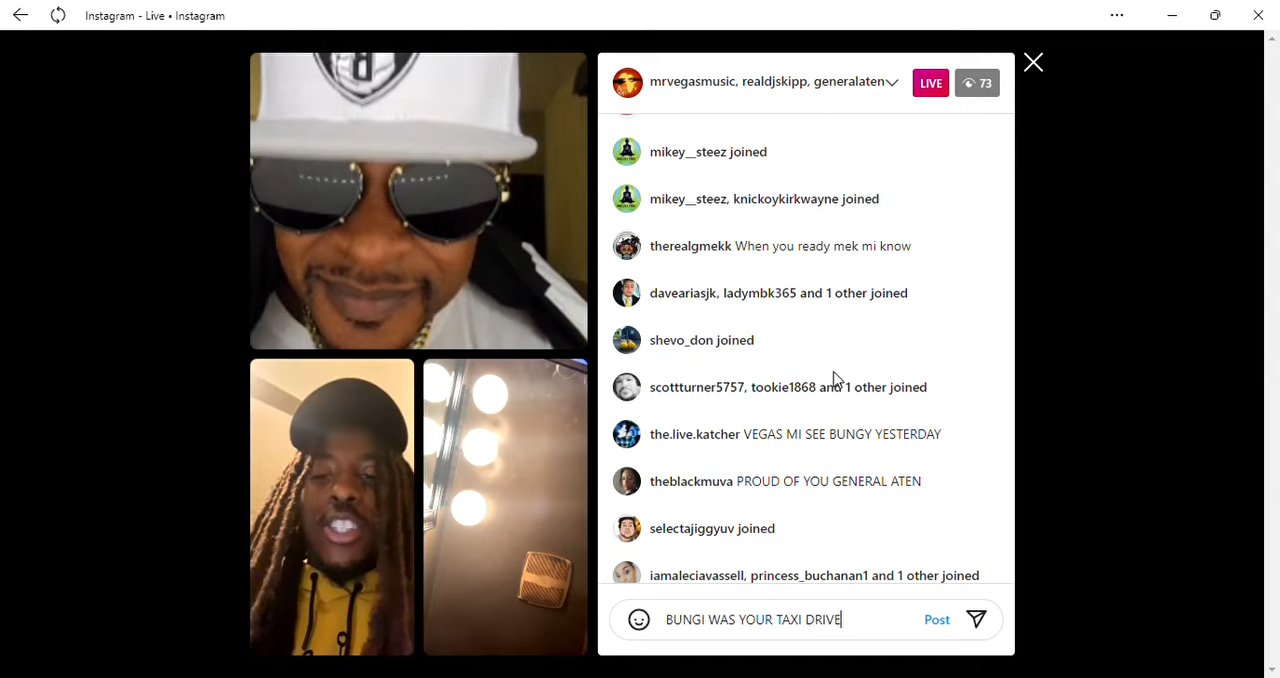 Instagram - Live • Instagram
mrvegasmusic, realdjskipp, generalaten
LIVE
73
mikey__steez joined
mikey__steez, knickoykirkwayne joined
therealgmekk When you ready mek mi know
daveariasjk, ladymbk365 and 1 other joined
shevo_don joined
scottturner5757, tookie1868 and 1 other joined
the.live.katcher VEGAS MI SEE BUNGY YESTERDAY
theblackmuva PROUD OF YOU GENERAL ATEN
selectajiggyuv joined
iamaleciavassell, princess_buchanan1 and 1 other joined
BUNGI WAS YOUR TAXI DRIVE
Post